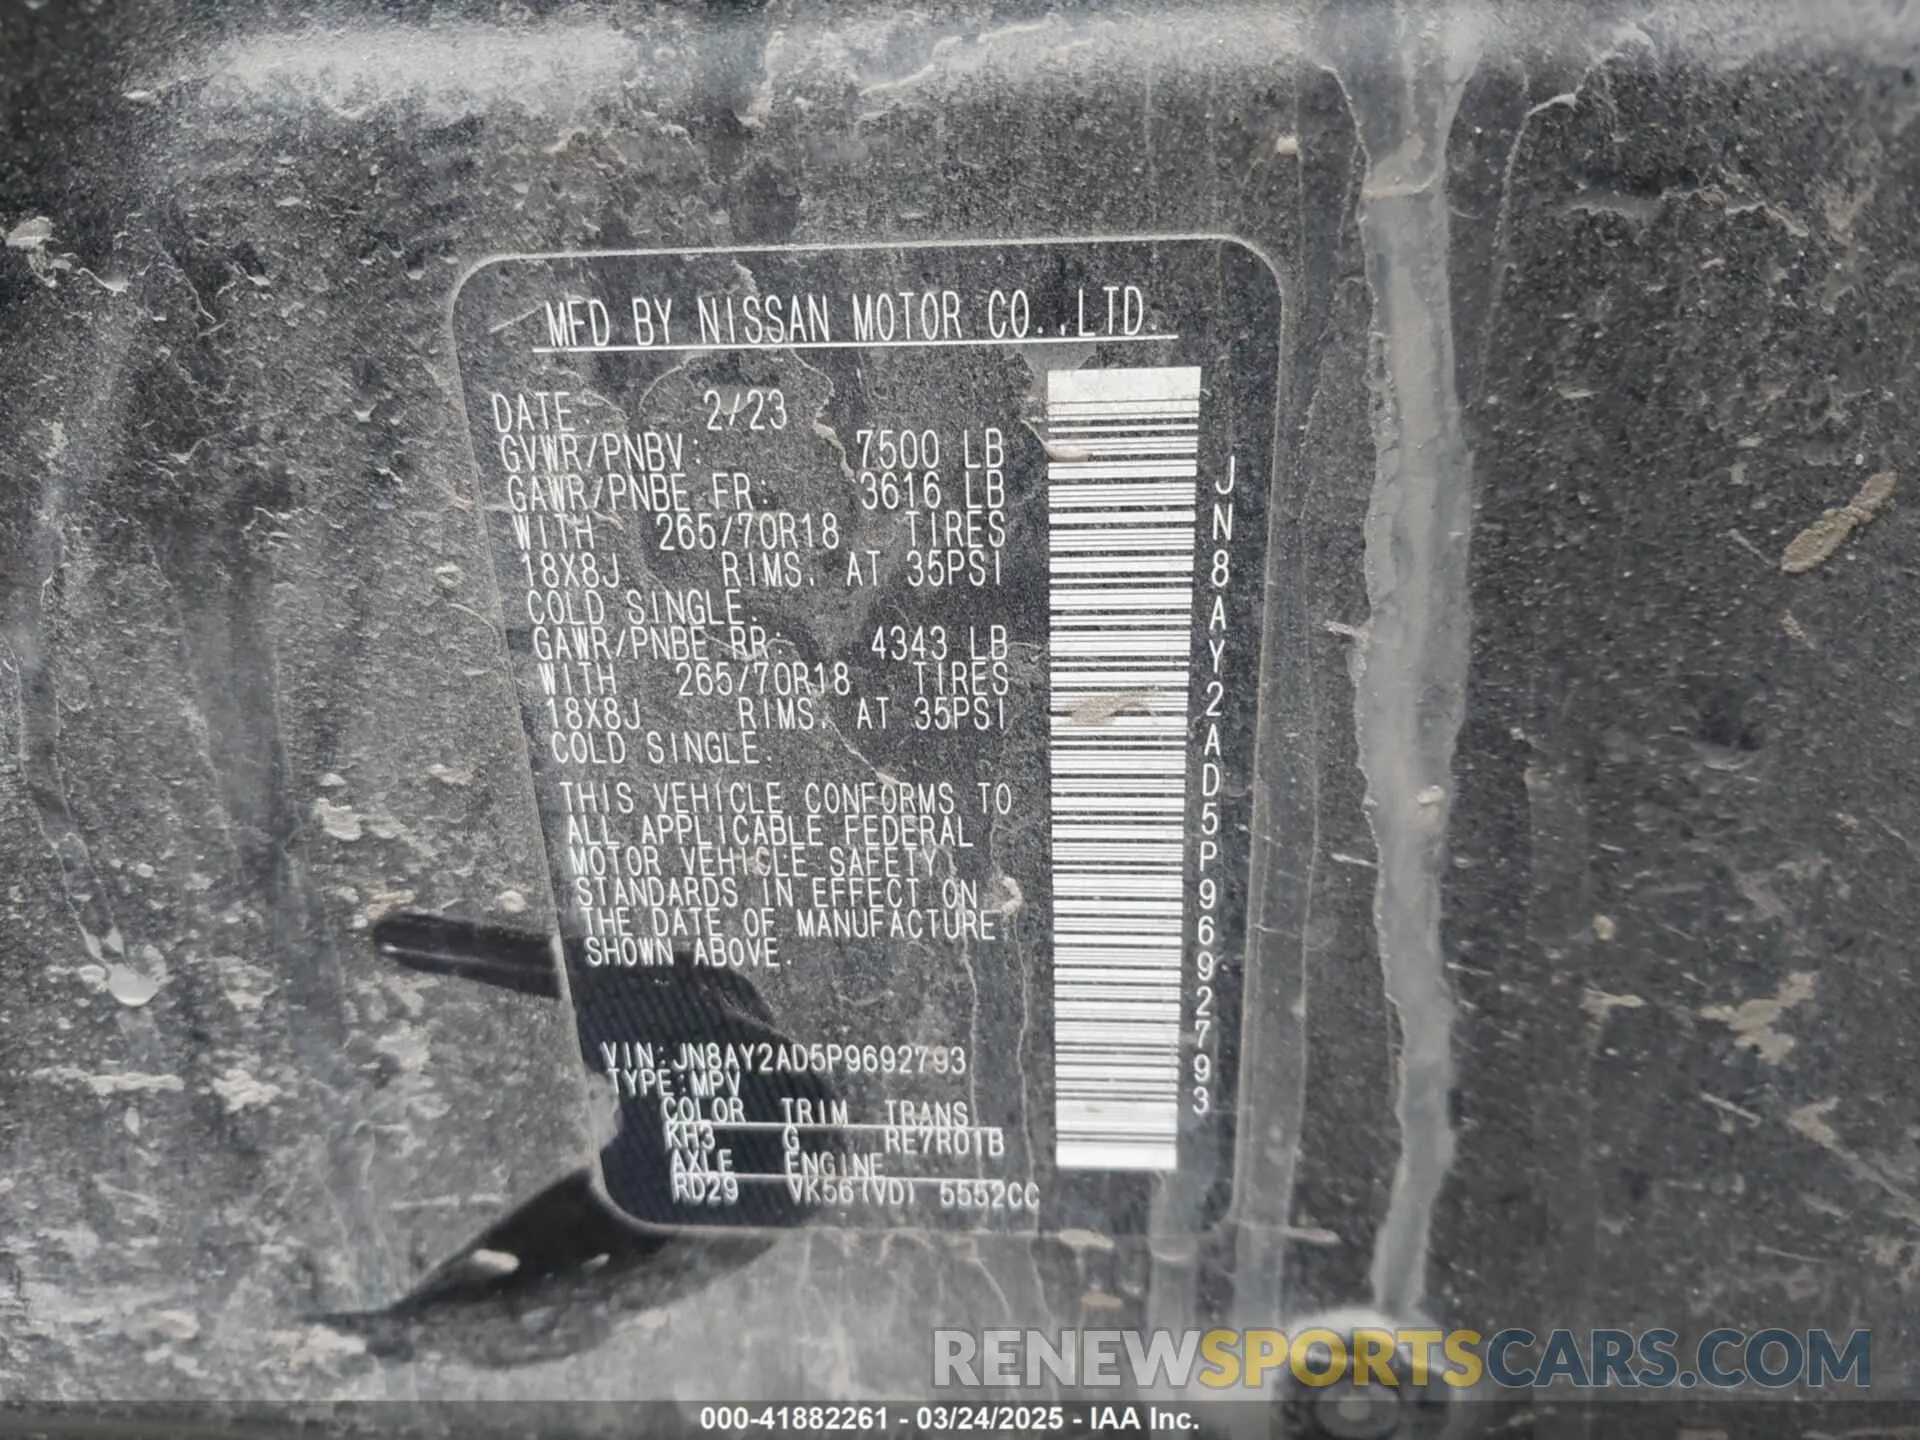 MFD BY NISSAN MOTOR CO.,LTD.
DATE: 2/23
GVWR/PNBV: 7500 LB
GAWR/PNBE FR: 3616 LB
WITH 265/70R18 TIRES
18X8J RIMS, AT 35PSI
COLD SINGLE.
GAWR/PNBE RR: 4343 LB
WITH 265/70R18 TIRES
18X8J RIMS, AT 35PSI
COLD SINGLE.
THIS VEHICLE CONFORMS TO
ALL APPLICABLE FEDERAL
MOTOR VEHICLE SAFETY
STANDARDS IN EFFECT ON
THE DATE OF MANUFACTURE
SHOWN ABOVE.
VIN:JN8AY2AD5P9692793
TYPE:MPV
COLOR TRIM TRANS
KH3 G RE7R01B
AXLE ENGINE
RD29 VK56(VD) 5552CC
JN8AY2AD5P9692793
RENEWSPORTSCARS.COM
000-41882261 - 03/24/2025 - IAA Inc.